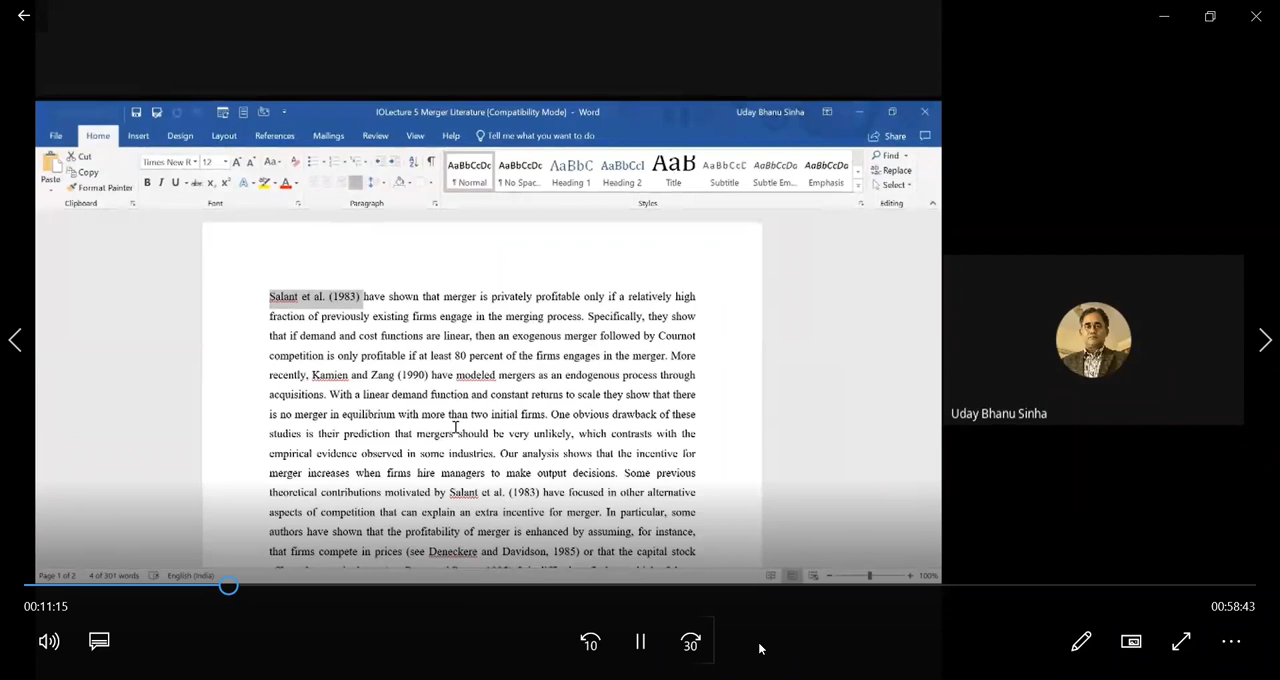 IOLecture 5 Merger Literature [Compatibility Mode] - Word
Uday Bhanu Sinha
File Home Insert Design Layout References Mailings Review View Help Tell me what you want to do
Share
Paste
Cut
Copy
Format Painter
Clipboard
Times New R 12
B I U abc X₂ X²
Font
Paragraph
AaBbCcDc AaBbCcDc AaBbC AaBbCcI AaB AaBbCcD AaBbCcDa AaBbCcDa
¶ Normal ¶ No Spac... Heading 1 Heading 2 Title Subtitle Subtle Em... Emphasis
Styles
Find
Replace
Select
Editing
Salant et al. (1983) have shown that merger is privately profitable only if a relatively high
fraction of previously existing firms engage in the merging process. Specifically, they show
that if demand and cost functions are linear, then an exogenous merger followed by Cournot
competition is only profitable if at least 80 percent of the firms engages in the merger. More
recently, Kamien and Zang (1990) have modeled mergers as an endogenous process through
acquisitions. With a linear demand function and constant returns to scale they show that there
is no merger in equilibrium with more than two initial firms. One obvious drawback of these
studies is their prediction that mergers should be very unlikely, which contrasts with the
empirical evidence observed in some industries. Our analysis shows that the incentive for
merger increases when firms hire managers to make output decisions. Some previous
theoretical contributions motivated by Salant et al. (1983) have focused in other alternative
aspects of competition that can explain an extra incentive for merger. In particular, some
authors have shown that the profitability of merger is enhanced by assuming, for instance,
that firms compete in prices (see Deneckere and Davidson, 1985) or that the capital stock
Page 1 of 2 4 of 301 words English (India) 100%
Uday Bhanu Sinha
00:11:15
00:58:43
10
30